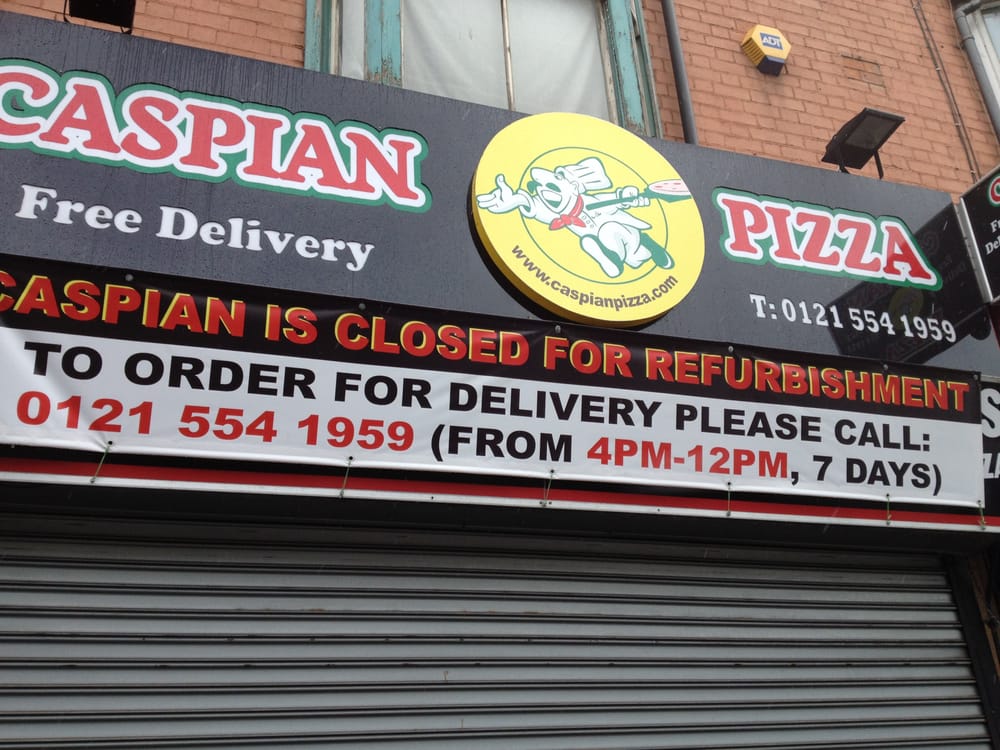 ADT
CASPIAN
PIZZA
Free Delivery
www.caspianpizza.com
T: 0121 554 1959
CASPIAN IS CLOSED FOR REFURBISHMENT
TO ORDER FOR DELIVERY PLEASE CALL:
0121 554 1959 (FROM 4PM-12PM, 7 DAYS)